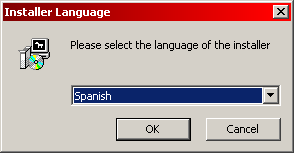 Installer Language
Please select the language of the installer
Spanish
OK
Cancel